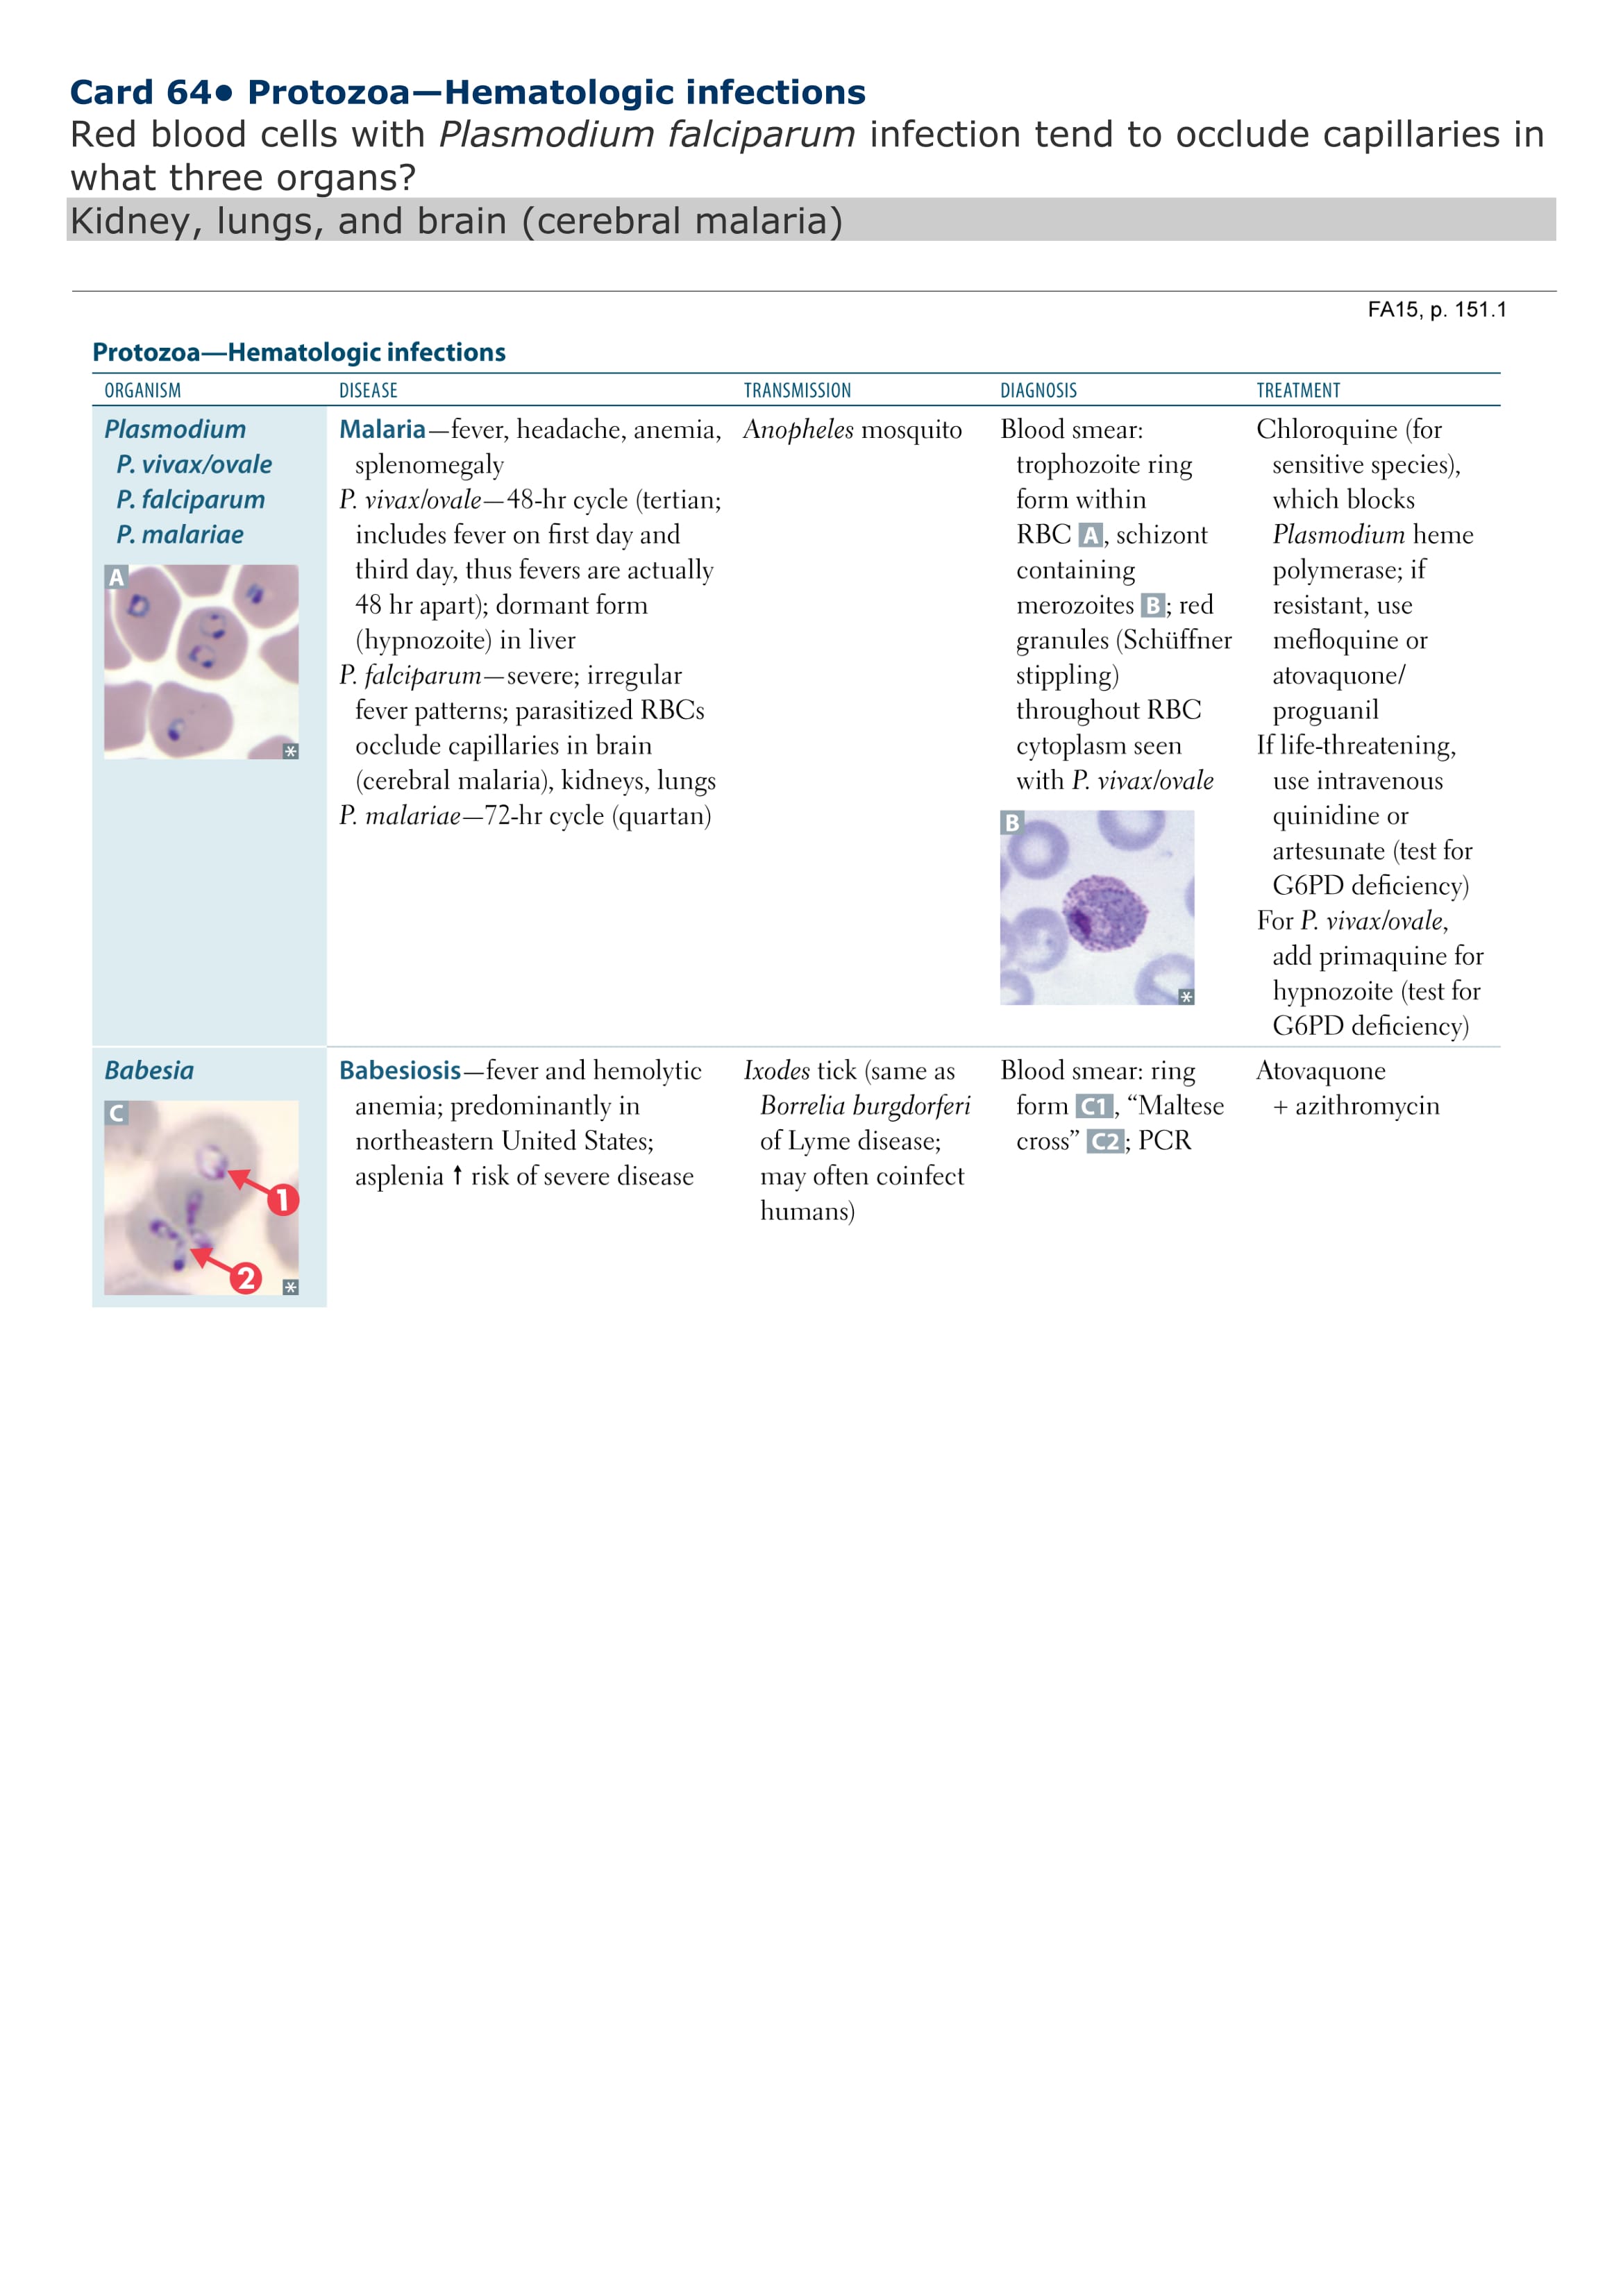 Card 64● Protozoa—Hematologic infections
Red blood cells with Plasmodium falciparum infection tend to occlude capillaries in
what three organs?
Kidney, lungs, and brain (cerebral malaria)
FA15, p. 151.1
Protozoa—Hematologic infections
ORGANISM DISEASE TRANSMISSION DIAGNOSIS TREATMENT
Plasmodium
P. vivax/ovale
P. falciparum
P. malariae
A
*
Malaria—fever, headache, anemia,
splenomegaly
P. vivax/ovale—48-hr cycle (tertian;
includes fever on first day and
third day, thus fevers are actually
48 hr apart); dormant form
(hypnozoite) in liver
P. falciparum—severe; irregular
fever patterns; parasitized RBCs
occlude capillaries in brain
(cerebral malaria), kidneys, lungs
P. malariae—72-hr cycle (quartan)
Anopheles mosquito
Blood smear:
trophozoite ring
form within
RBC A, schizont
containing
merozoites B; red
granules (Schüffner
stippling)
throughout RBC
cytoplasm seen
with P. vivax/ovale
B
*
Chloroquine (for
sensitive species),
which blocks
Plasmodium heme
polymerase; if
resistant, use
mefloquine or
atovaquone/
proguanil
If life-threatening,
use intravenous
quinidine or
artesunate (test for
G6PD deficiency)
For P. vivax/ovale,
add primaquine for
hypnozoite (test for
G6PD deficiency)
Babesia
C
1
2
*
Babesiosis—fever and hemolytic
anemia; predominantly in
northeastern United States;
asplenia ↑ risk of severe disease
Ixodes tick (same as
Borrelia burgdorferi
of Lyme disease;
may often coinfect
humans)
Blood smear: ring
form C1, “Maltese
cross” C2; PCR
Atovaquone
+ azithromycin